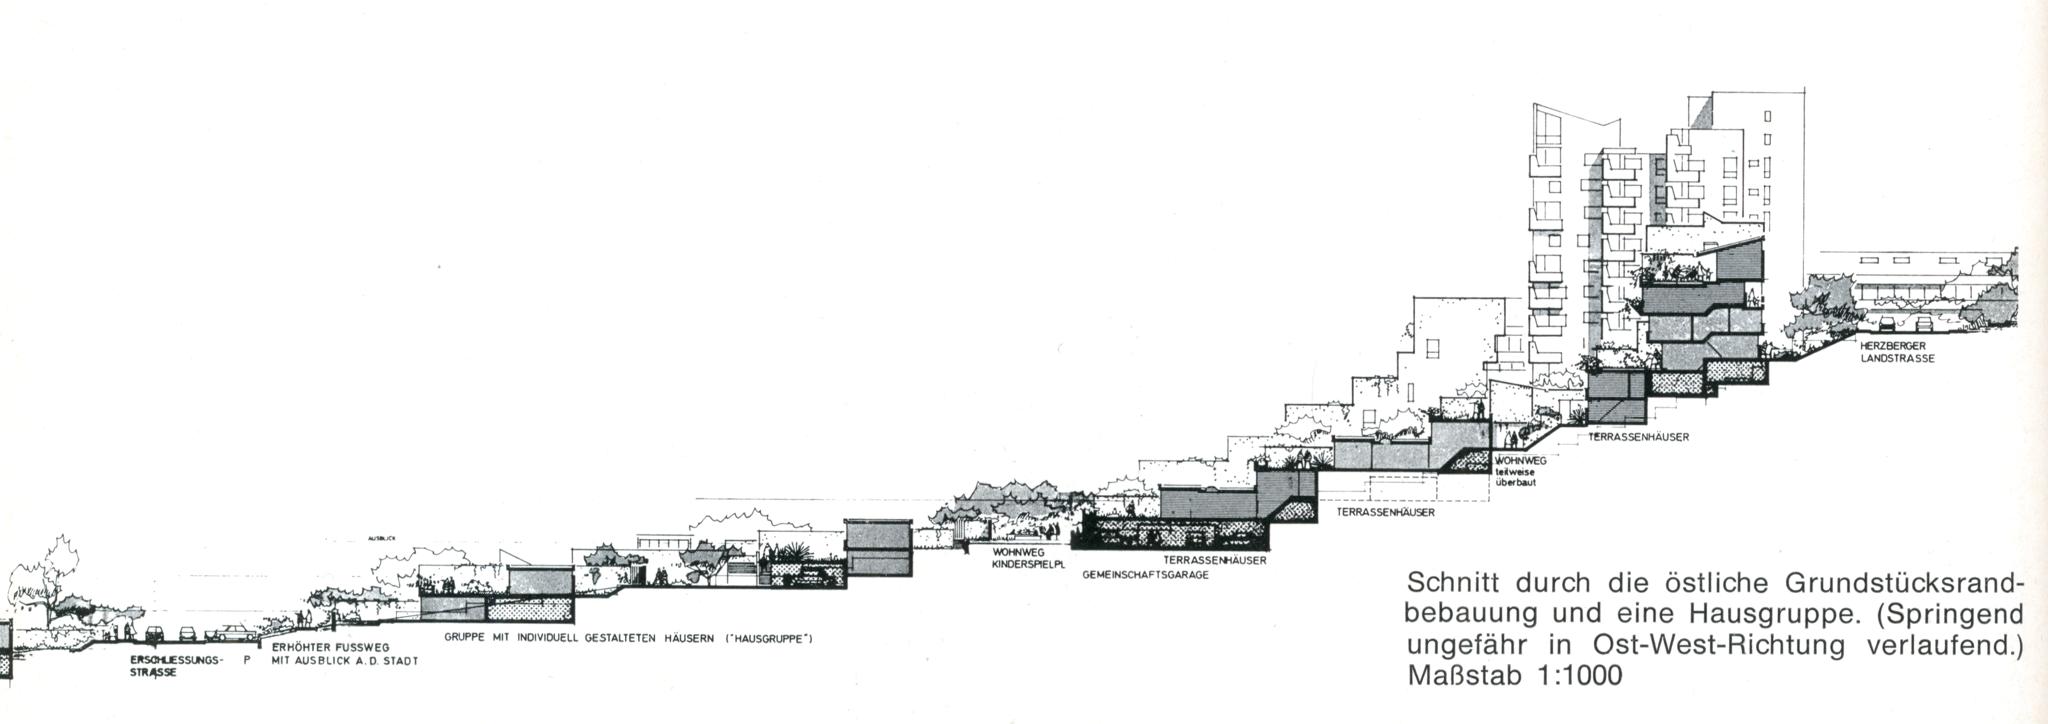 AUSBLICK
ERSCHLIESSUNGS-
STRASSE
P
ERHÖHTER FUSSWEG
MIT AUSBLICK A.D. STADT
GRUPPE MIT INDIVIDUELL GESTALTETEN HÄUSERN ("HAUSGRUPPE")
WOHNWEG
KINDERSPIELPL
TERRASSENHÄUSER
GEMEINSCHAFTSGARAGE
TERRASSENHÄUSER
WOHNWEG
teilweise
überbaut
TERRASSENHÄUSER
HERZBERGER
LANDSTRASSE
Schnitt durch die östliche Grundstücksrand-
bebauung und eine Hausgruppe. (Springend
ungefähr in Ost-West-Richtung verlaufend.)
Maßstab 1:1000